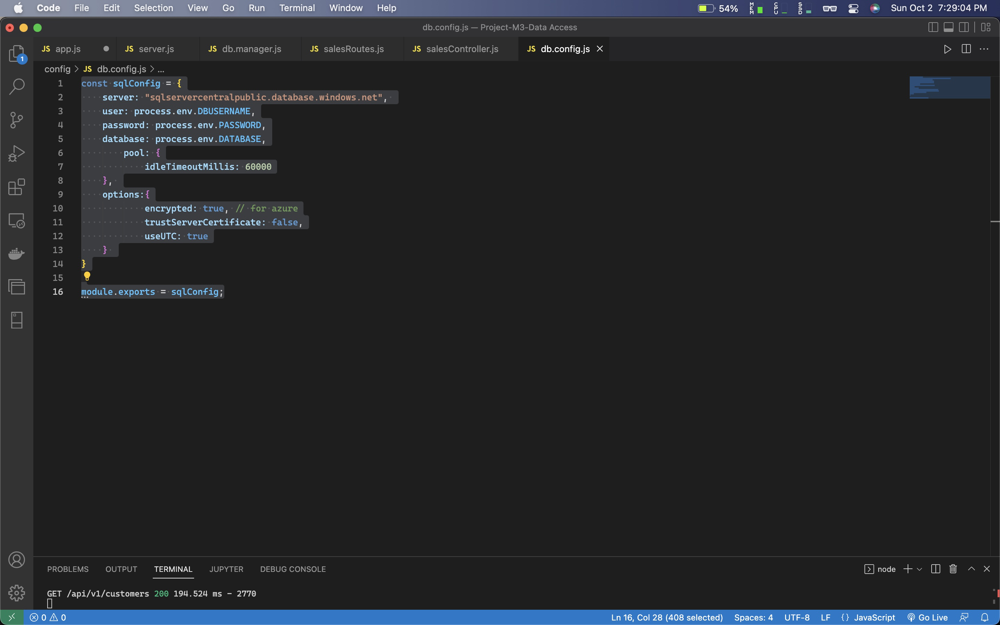 Code File Edit Selection View Go Run Terminal Window Help 54% MEM CPU SSD Sun Oct 2 7:29:04 PM
db.config.js — Project-M3-Data Access
1
JS app.js JS server.js JS db.manager.js JS salesRoutes.js JS salesController.js JS db.config.js
config > JS db.config.js > ...
1 const sqlConfig = {
2 server: "sqlservercentralpublic.database.windows.net",
3 user: process.env.DBUSERNAME,
4 password: process.env.PASSWORD,
5 database: process.env.DATABASE,
6 pool: {
7 idleTimeoutMillis: 60000
8 },
9 options:{
10 encrypted: true, // for azure
11 trustServerCertificate: false,
12 useUTC: true
13 }
14 }
15
16 module.exports = sqlConfig;
PROBLEMS OUTPUT TERMINAL JUPYTER DEBUG CONSOLE node
GET /api/v1/customers 200 194.524 ms - 2770
0 0 Ln 16, Col 28 (408 selected) Spaces: 4 UTF-8 LF {} JavaScript Go Live